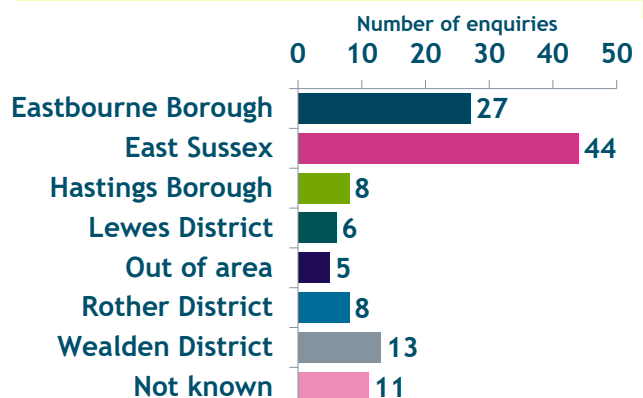 Number of enquiries
0 10 20 30 40 50
Eastbourne Borough 27
East Sussex 44
Hastings Borough 8
Lewes District 6
Out of area 5
Rother District 8
Wealden District 13
Not known 11